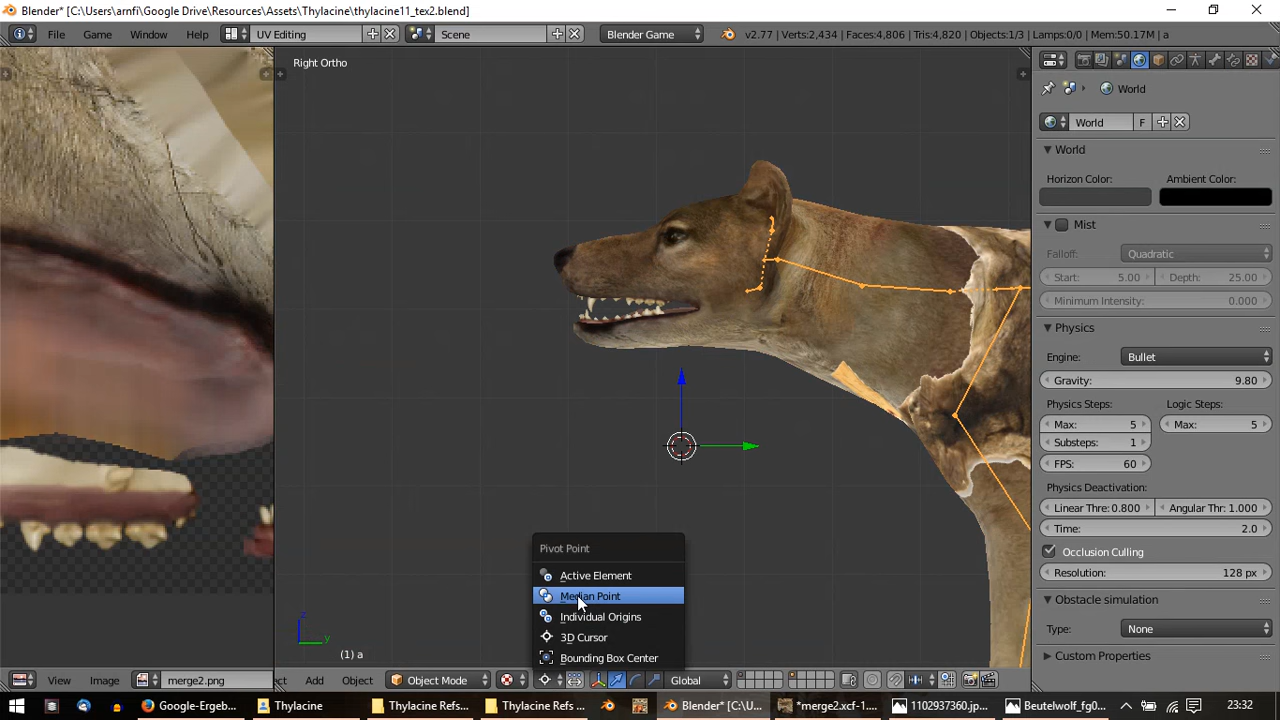 Blender* [C:\Users\arnfi\Google Drive\Resources\Assets\Thylacine\thylacine11_tex2.blend]
File Game Window Help UV Editing Scene Blender Game v2.77 | Verts:2,434 | Faces:4,806 | Tris:4,820 | Objects:1/3 | Lamps:0/0 | Mem:50.17M | a
Right Ortho
World
World F
World
Horizon Color: Ambient Color:
Mist
Falloff: Quadratic
Start: 5.00 Depth: 25.00
Minimum Intensity: 0.000
Physics
Engine: Bullet
Gravity: 9.80
Physics Steps: Logic Steps:
Max: 5 Max: 5
Substeps: 1
FPS: 60
Physics Deactivation:
Linear Thre: 0.800 Angular Thr: 1.000
Time: 2.0
Occlusion Culling
Resolution: 128 px
Obstacle simulation
Type: None
Custom Properties
Pivot Point
Active Element
Median Point
Individual Origins
3D Cursor
Bounding Box Center
z
y
(1) a
View Image merge2.png ect Add Object Object Mode Global
Google-Ergeb... Thylacine Thylacine Refs ... Thylacine Refs ... Blender* [C:\U... *merge2.xcf-1.... 1102937360.jp... Beutelwolf_fg0... 23:32